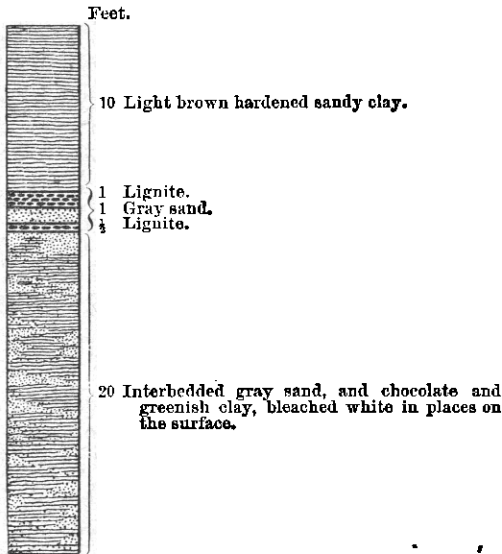 Feet.
10 Light brown hardened sandy clay.
1 Lignite.
1 Gray sand.
½ Lignite.
20 Interbedded gray sand, and chocolate and
greenish clay, bleached white in places on
the surface.